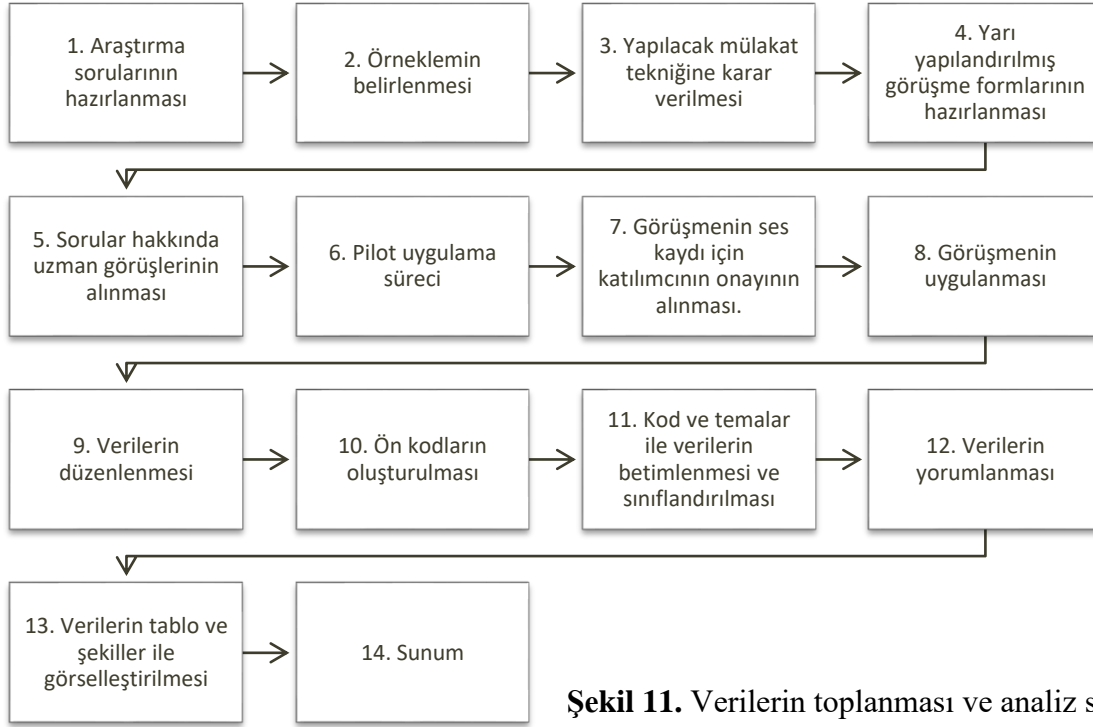 1. Araştırma
sorularının
hazırlanması
2. Örneklemin
belirlenmesi
3. Yapılacak mülakat
tekniğine karar
verilmesi
4. Yarı
yapılandırılmış
görüşme formlarının
hazırlanması
5. Sorular hakkında
uzman görüşlerinin
alınması
6. Pilot uygulama
süreci
7. Görüşmenin ses
kaydı için
katılımcının onayının
alınması.
8. Görüşmenin
uygulanması
9. Verilerin
düzenlenmesi
10. Ön kodların
oluşturulması
11. Kod ve temalar
ile verilerin
betimlenmesi ve
sınıflandırılması
12. Verilerin
yorumlanması
13. Verilerin tablo ve
şekiller ile
görselleştirilmesi
14. Sunum
Şekil 11. Verilerin toplanması ve analiz